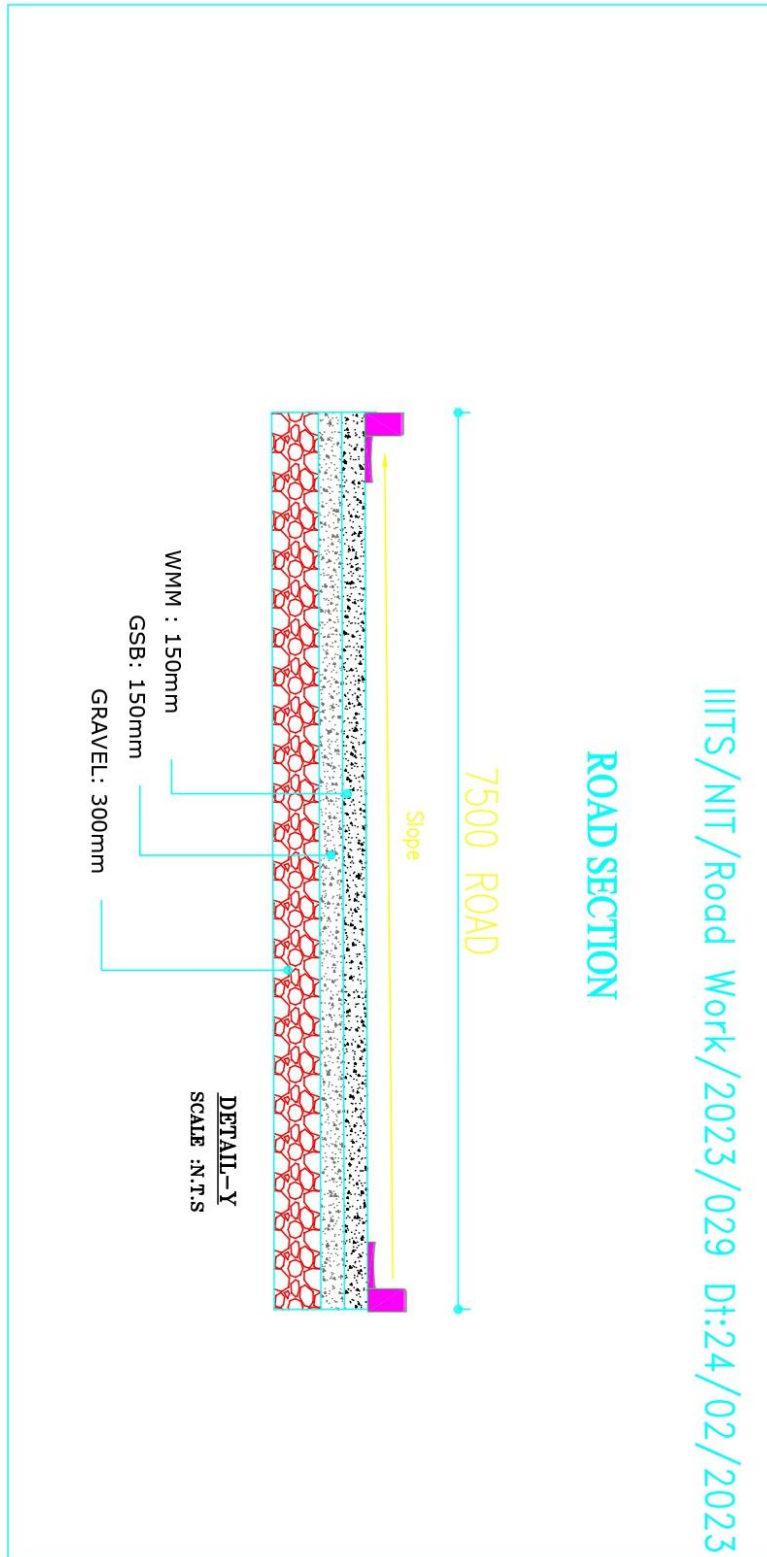 IIITS/NIT/Road Work/2023/029 Dt:24/02/2023
ROAD SECTION
7500 ROAD
Slope
WMM : 150mm
GSB: 150mm
GRAVEL: 300mm
DETAIL-Y
SCALE :N.T.S